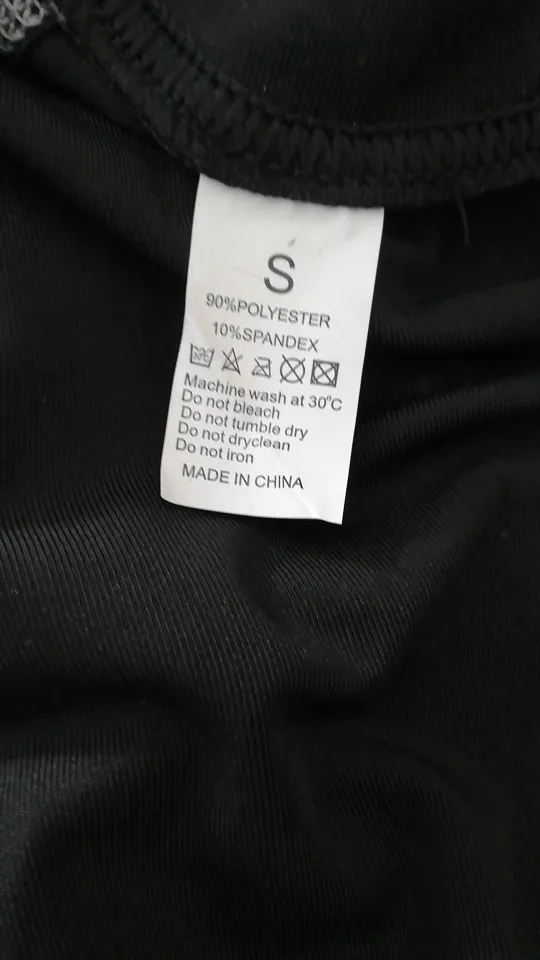 S
90%POLYESTER
10%SPANDEX
Machine wash at 30°C
Do not bleach
Do not tumble dry
Do not dryclean
Do not iron
MADE IN CHINA